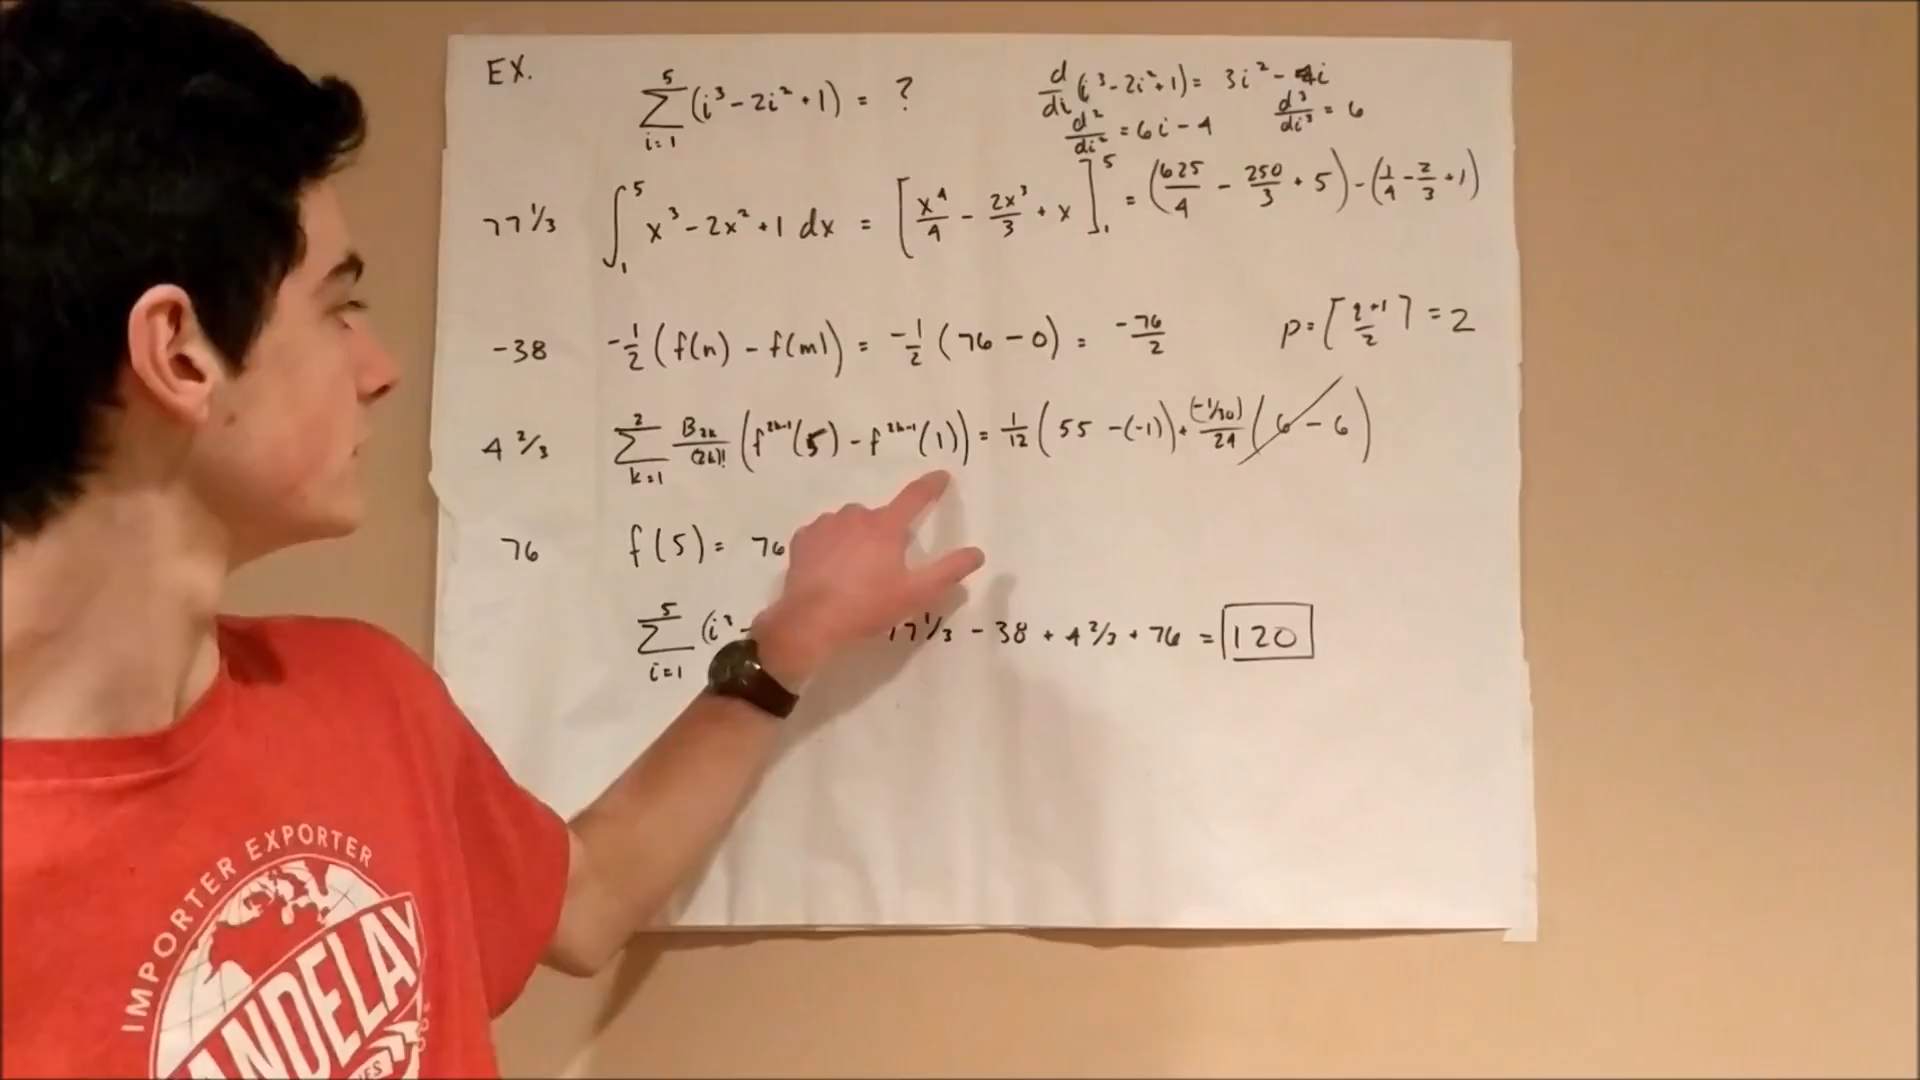 EX.
∑_{i=1}^{5} (i³ - 2i² + 1) = ?
d/di (i³ - 2i² + 1) = 3i² - 4i
d²/di² = 6i - 4
d³/di³ = 6
77 1/3
∫_1^5 x³ - 2x² + 1 dx = [x⁴/4 - 2x³/3 + x]_1^5 = (625/4 - 250/3 + 5) - (1/4 - 2/3 + 1)
-38
-1/2 (f(n) - f(m)) = -1/2 (76 - 0) = -76/2
p = ⌈(2+1)/2⌉ = 2
4 2/3
∑_{k=1}^{2} B_{2k}/(2k)! (f^{2k-1}(5) - f^{2k-1}(1)) = 1/12 (55 - (-1)) + (-1/30)/24 (6 - 6)
76
f(5) = 76
∑_{i=1}^{5} (i³ - 77 1/3 - 38 + 4 2/3 + 76 = 120
IMPORTER EXPORTER